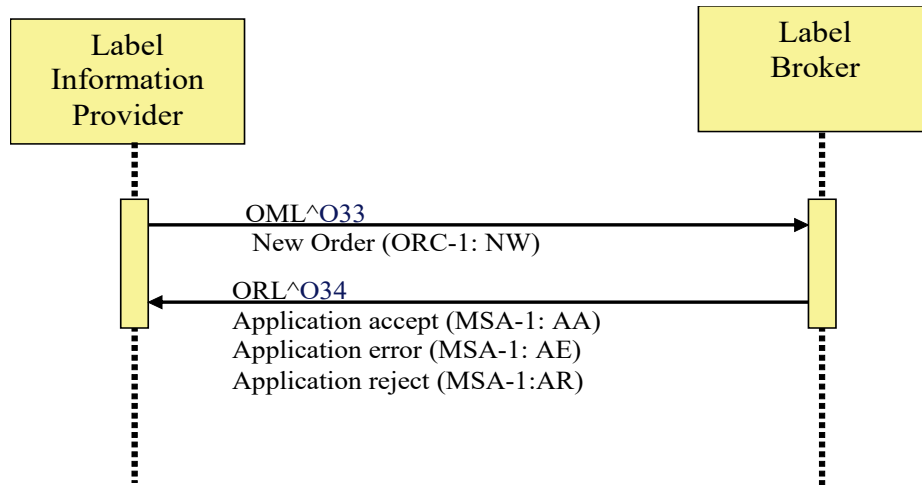 Label
Information
Provider
Label
Broker
OML^O33
New Order (ORC-1: NW)
ORL^O34
Application accept (MSA-1: AA)
Application error (MSA-1: AE)
Application reject (MSA-1:AR)